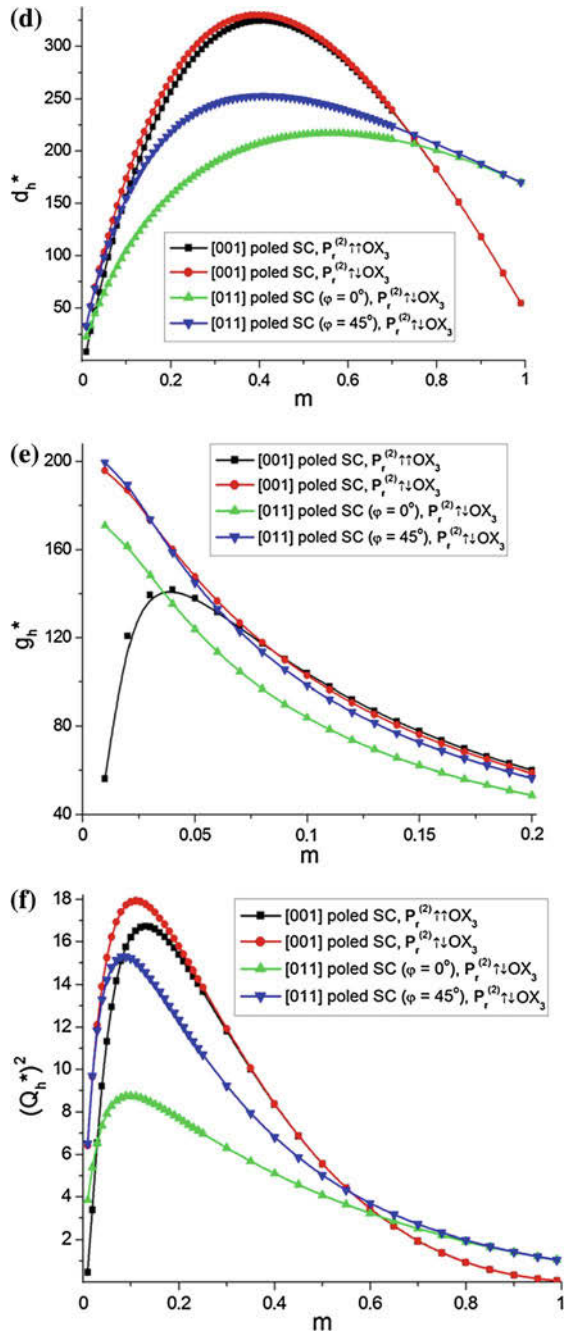 (d)
300
250
200
150
100
50
d_h*
[001] poled SC, P_r^(2)↑↑OX_3
[001] poled SC, P_r^(2)↑↓OX_3
[011] poled SC (φ = 0°), P_r^(2)↑↓OX_3
[011] poled SC (φ = 45°), P_r^(2)↑↓OX_3
0 0.2 0.4 0.6 0.8 1
m
(e)
200
160
120
80
40
g_h*
[001] poled SC, P_r^(2)↑↑OX_3
[001] poled SC, P_r^(2)↑↓OX_3
[011] poled SC (φ = 0°), P_r^(2)↑↓OX_3
[011] poled SC (φ = 45°), P_r^(2)↑↓OX_3
0 0.05 0.1 0.15 0.2
m
(f)
18
16
14
12
10
8
6
4
2
(Q_h*)^2
[001] poled SC, P_r^(2)↑↑OX_3
[001] poled SC, P_r^(2)↑↓OX_3
[011] poled SC (φ = 0°), P_r^(2)↑↓OX_3
[011] poled SC (φ = 45°), P_r^(2)↑↓OX_3
0 0.2 0.4 0.6 0.8 1
m